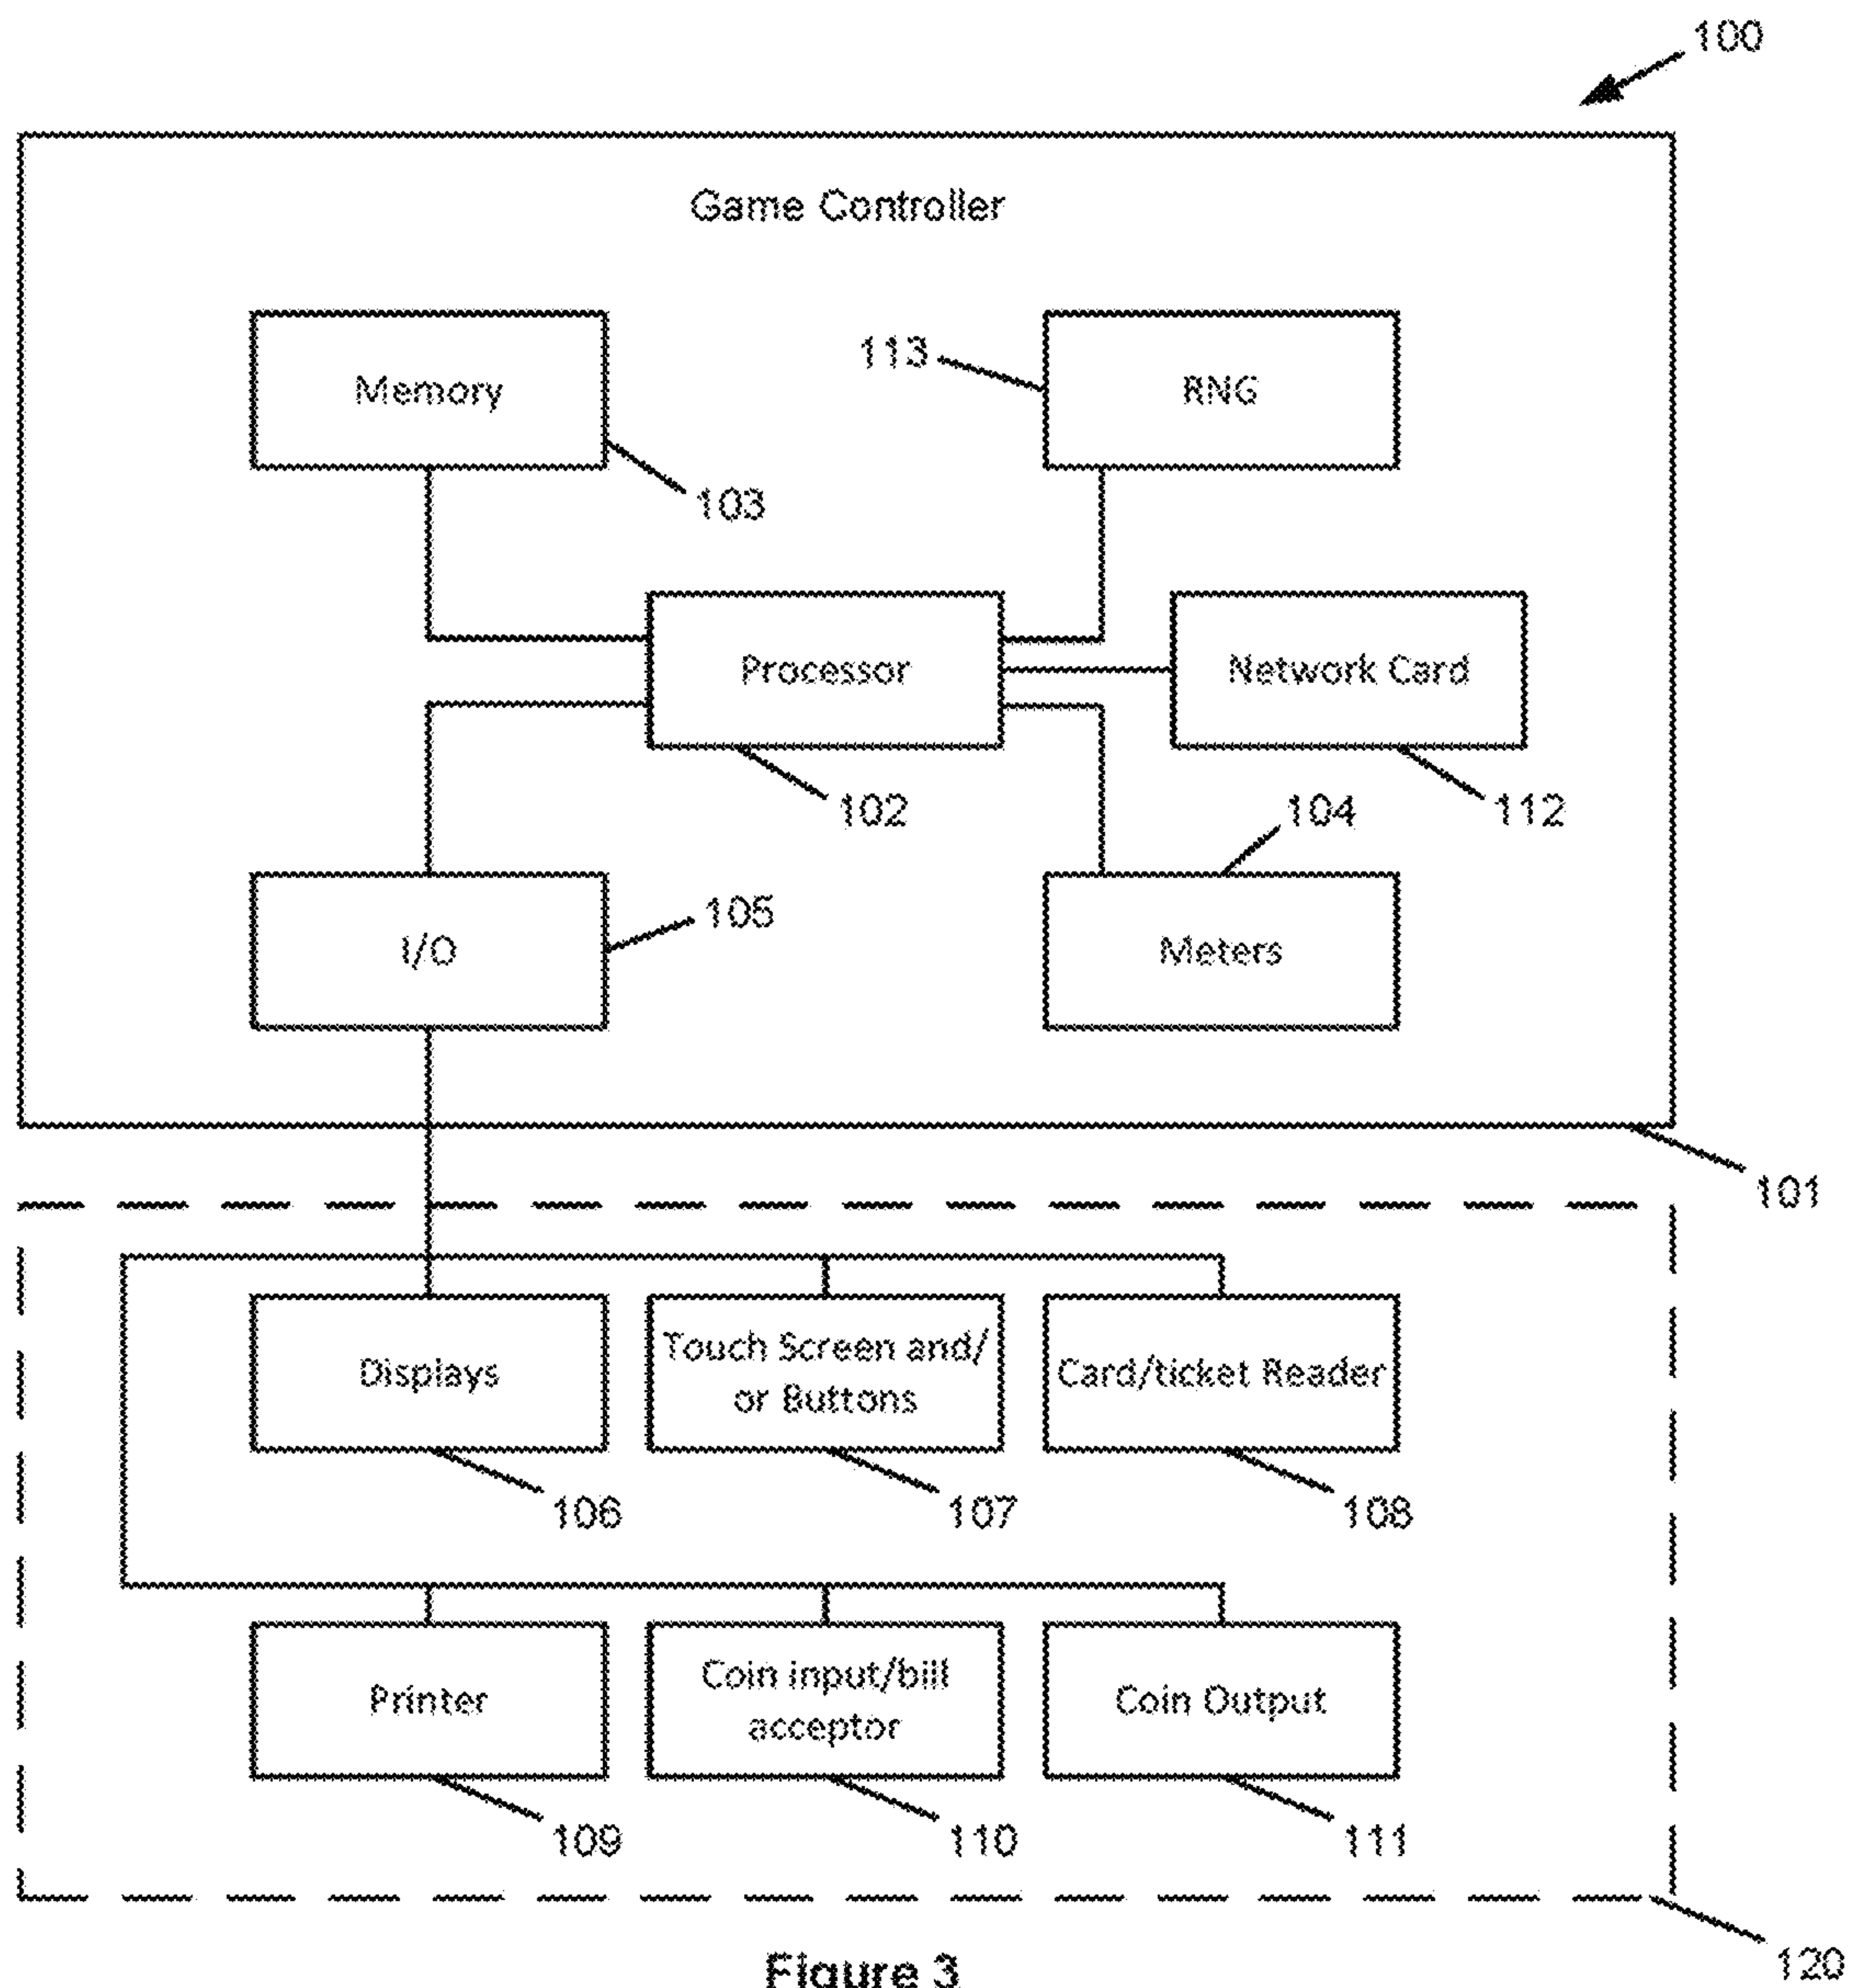 100
Game Controller
Memory
113
RNG
103
Processor
Network Card
102
104
112
I/O
105
Meters
101
Displays
Touch Screen and/
or Buttons
Card/ticket Reader
106
107
108
Printer
Coin input/bill
acceptor
Coin Output
109
110
111
120
Figure 3